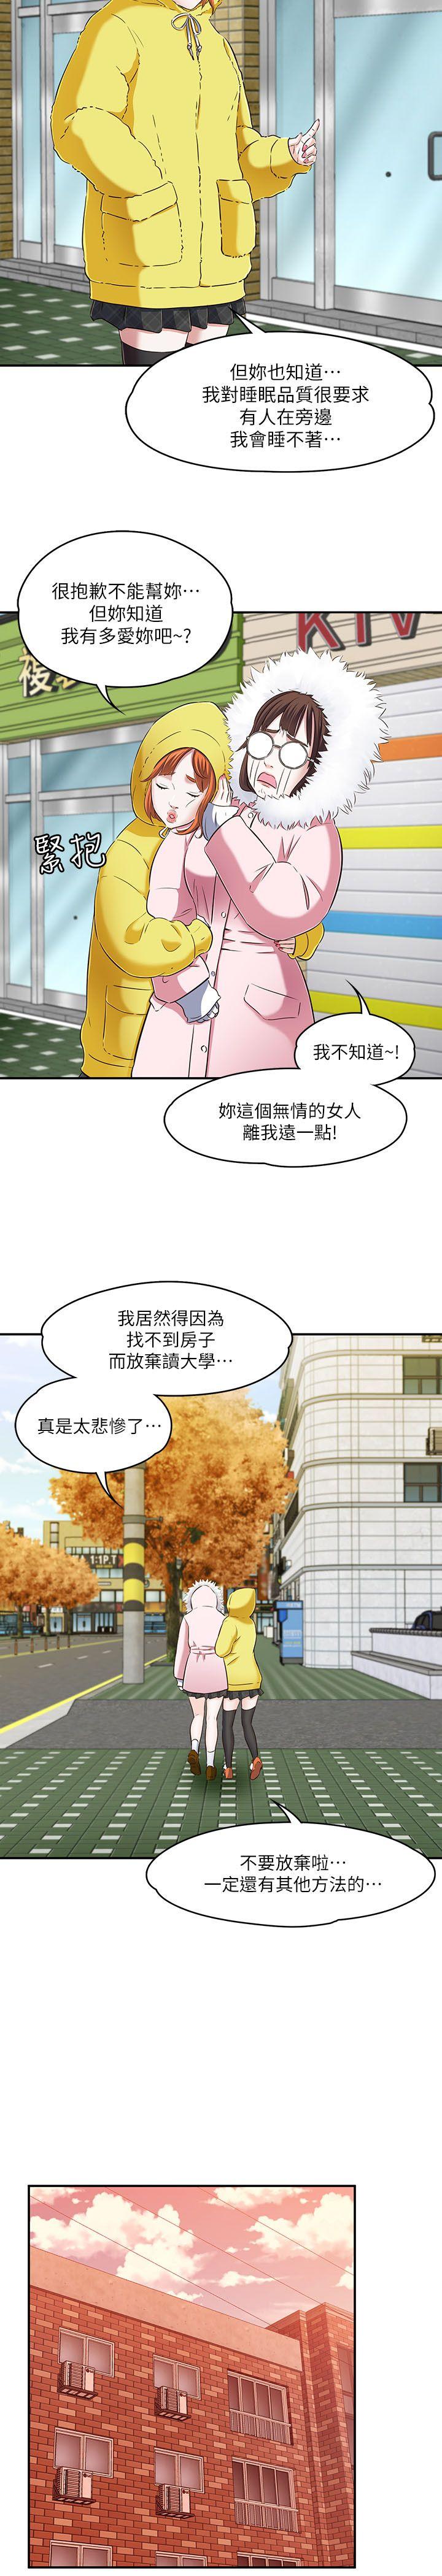 但妳也知道…
我對睡眠品質很要求
有人在旁邊
我會睡不著…
很抱歉不能幫妳…
但妳知道
我有多愛妳吧~?
KIV
夜
緊抱
我不知道~!
妳這個無情的女人
離我遠一點!
我居然得因為
找不到房子
而放棄讀大學…
真是太悲慘了…
1:1P.T
不要放棄啦…
一定還有其他方法的…